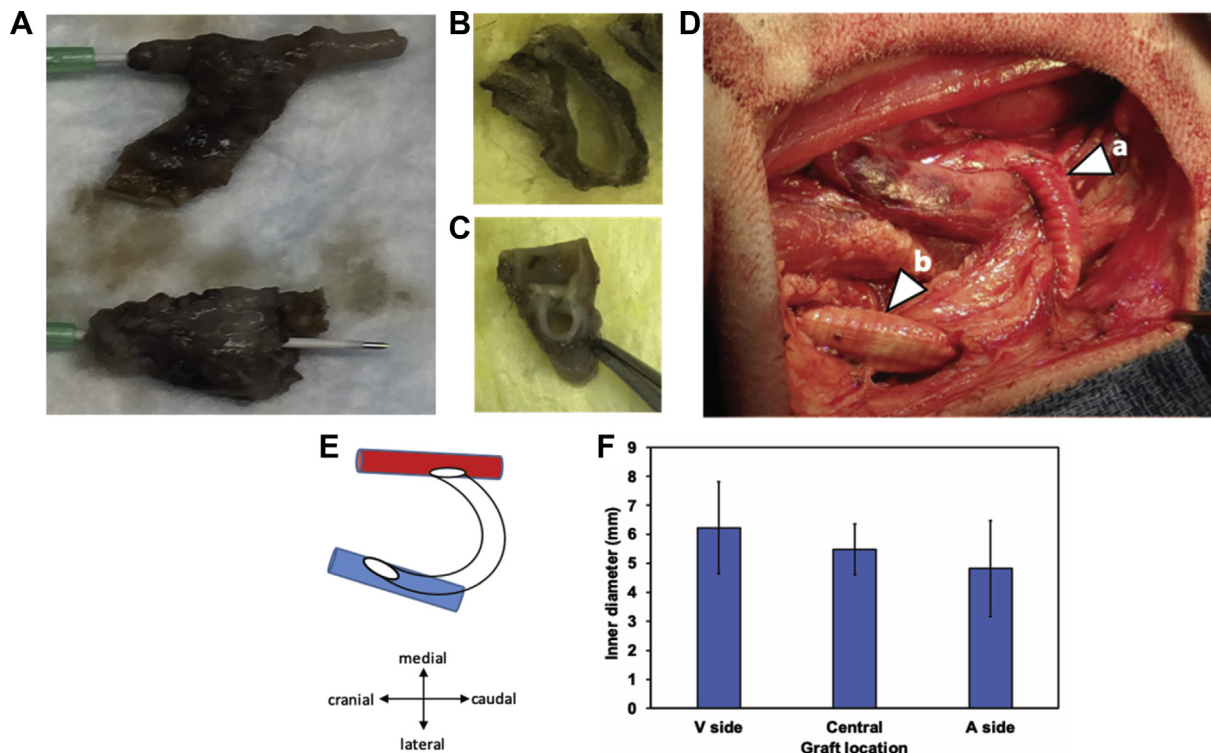 A
B
C
D
a
b
E
medial
cranial
caudal
lateral
F
Inner diameter (mm)
9
8
7
6
5
4
3
2
1
0
V side
Central
A side
Graft location